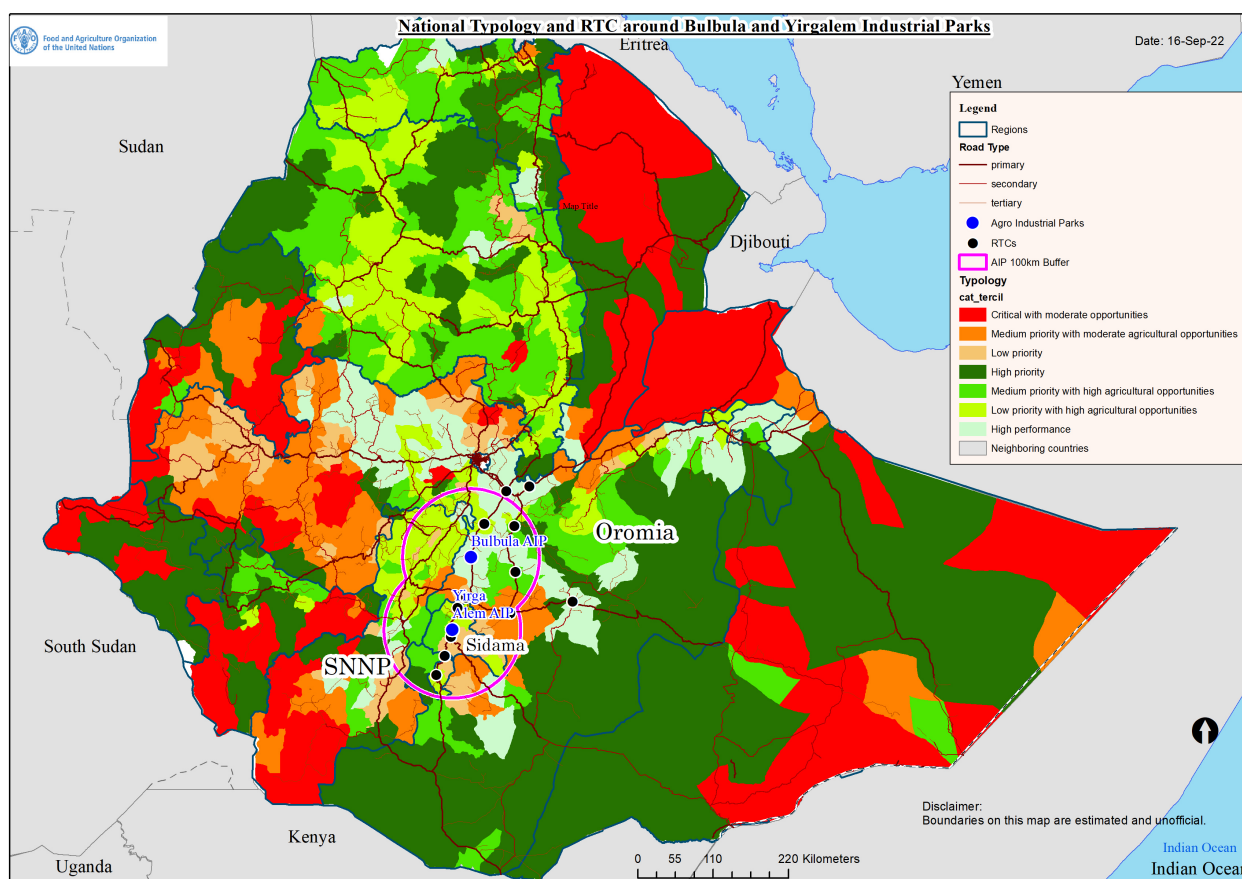 National Typology and RTC around Bulbula and Yirgalem Industrial Parks
Food and Agriculture Organization
of the United Nations
Date: 16-Sep-22
Eritrea
Yemen
Sudan
Legend
Regions
Road Type
primary
secondary
tertiary
Agro Industrial Parks
RTCs
AIP 100km Buffer
Typology
cat_tercil
Critical with moderate opportunities
Medium priority with moderate agricultural opportunities
Low priority
High priority
Medium priority with high agricultural opportunities
Low priority with high agricultural opportunities
High performance
Neighboring countries
Map Title
Djibouti
Oromia
Bulbula AIP
Yirga
Alem AIP
Sidama
SNNP
South Sudan
Disclaimer:
Boundaries on this map are estimated and unofficial.
Kenya
Uganda
0 55 110 220 Kilometers
Indian Ocean
Indian Ocean